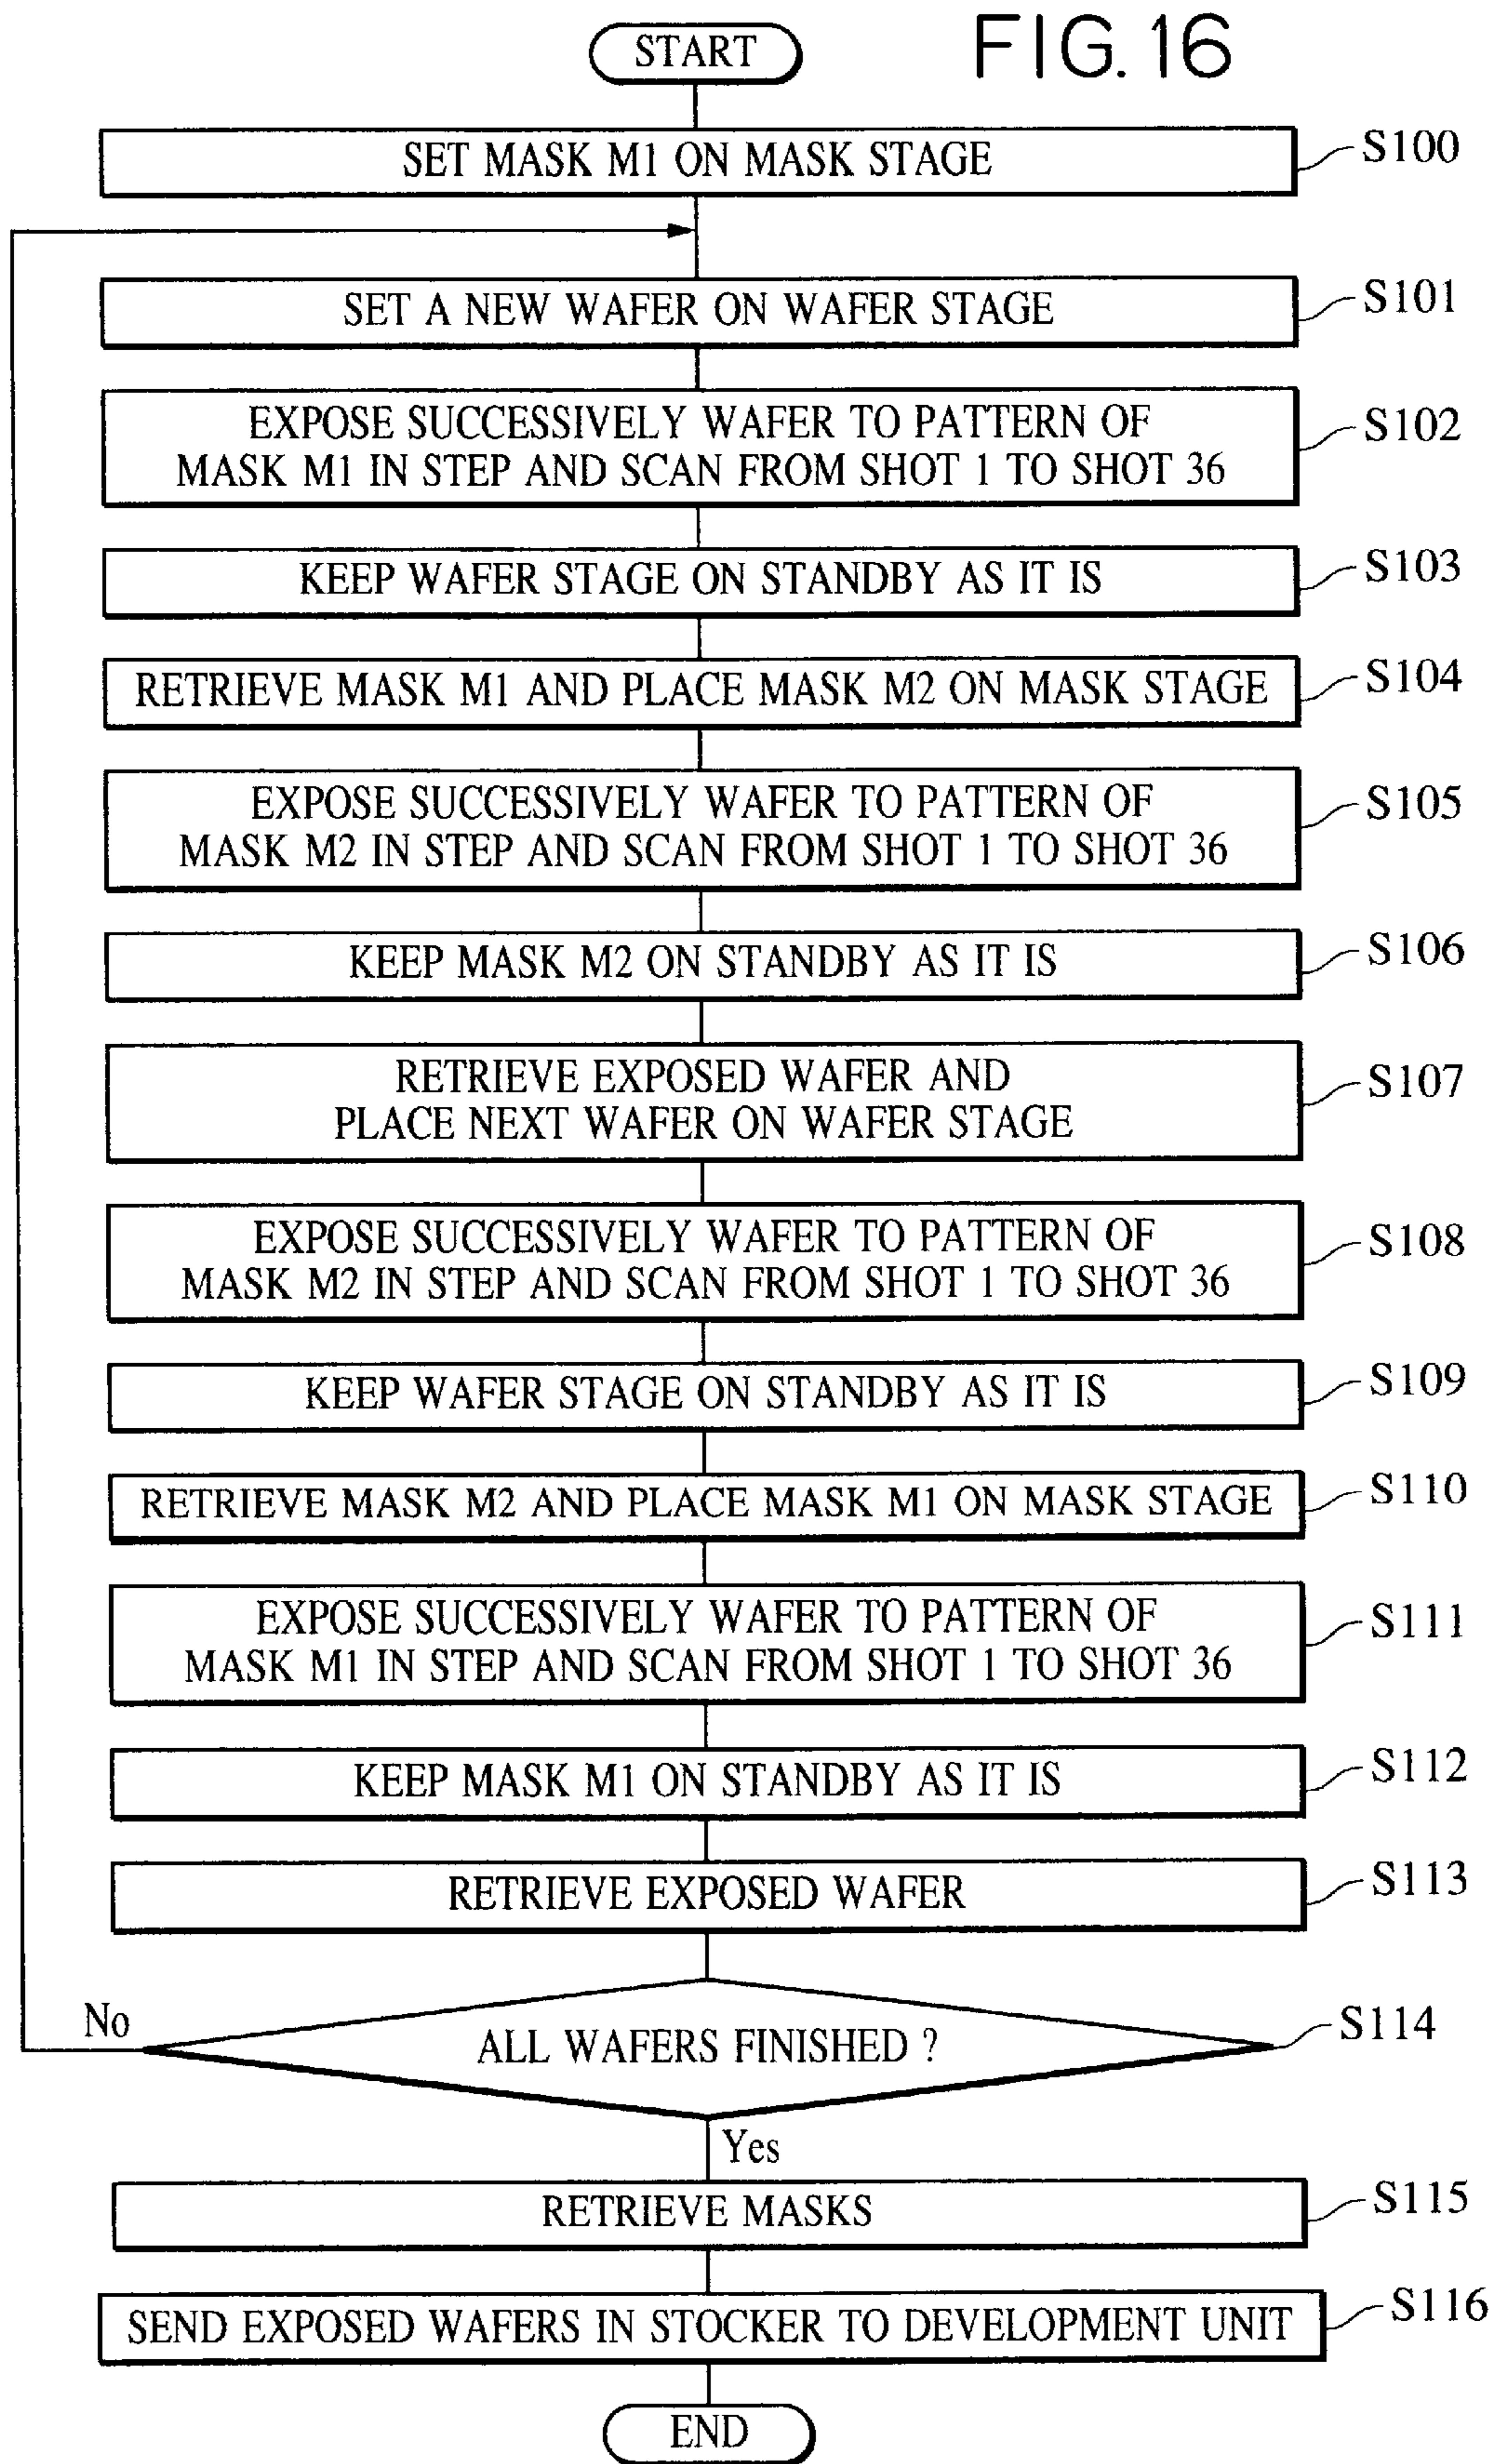 FIG. 16
START
SET MASK M1 ON MASK STAGE
S100
SET A NEW WAFER ON WAFER STAGE
S101
EXPOSE SUCCESSIVELY WAFER TO PATTERN OF
MASK M1 IN STEP AND SCAN FROM SHOT 1 TO SHOT 36
S102
KEEP WAFER STAGE ON STANDBY AS IT IS
S103
RETRIEVE MASK M1 AND PLACE MASK M2 ON MASK STAGE
S104
EXPOSE SUCCESSIVELY WAFER TO PATTERN OF
MASK M2 IN STEP AND SCAN FROM SHOT 1 TO SHOT 36
S105
KEEP MASK M2 ON STANDBY AS IT IS
S106
RETRIEVE EXPOSED WAFER AND
PLACE NEXT WAFER ON WAFER STAGE
S107
EXPOSE SUCCESSIVELY WAFER TO PATTERN OF
MASK M2 IN STEP AND SCAN FROM SHOT 1 TO SHOT 36
S108
KEEP WAFER STAGE ON STANDBY AS IT IS
S109
RETRIEVE MASK M2 AND PLACE MASK M1 ON MASK STAGE
S110
EXPOSE SUCCESSIVELY WAFER TO PATTERN OF
MASK M1 IN STEP AND SCAN FROM SHOT 1 TO SHOT 36
S111
KEEP MASK M1 ON STANDBY AS IT IS
S112
RETRIEVE EXPOSED WAFER
S113
No
ALL WAFERS FINISHED ?
S114
Yes
RETRIEVE MASKS
S115
SEND EXPOSED WAFERS IN STOCKER TO DEVELOPMENT UNIT
S116
END